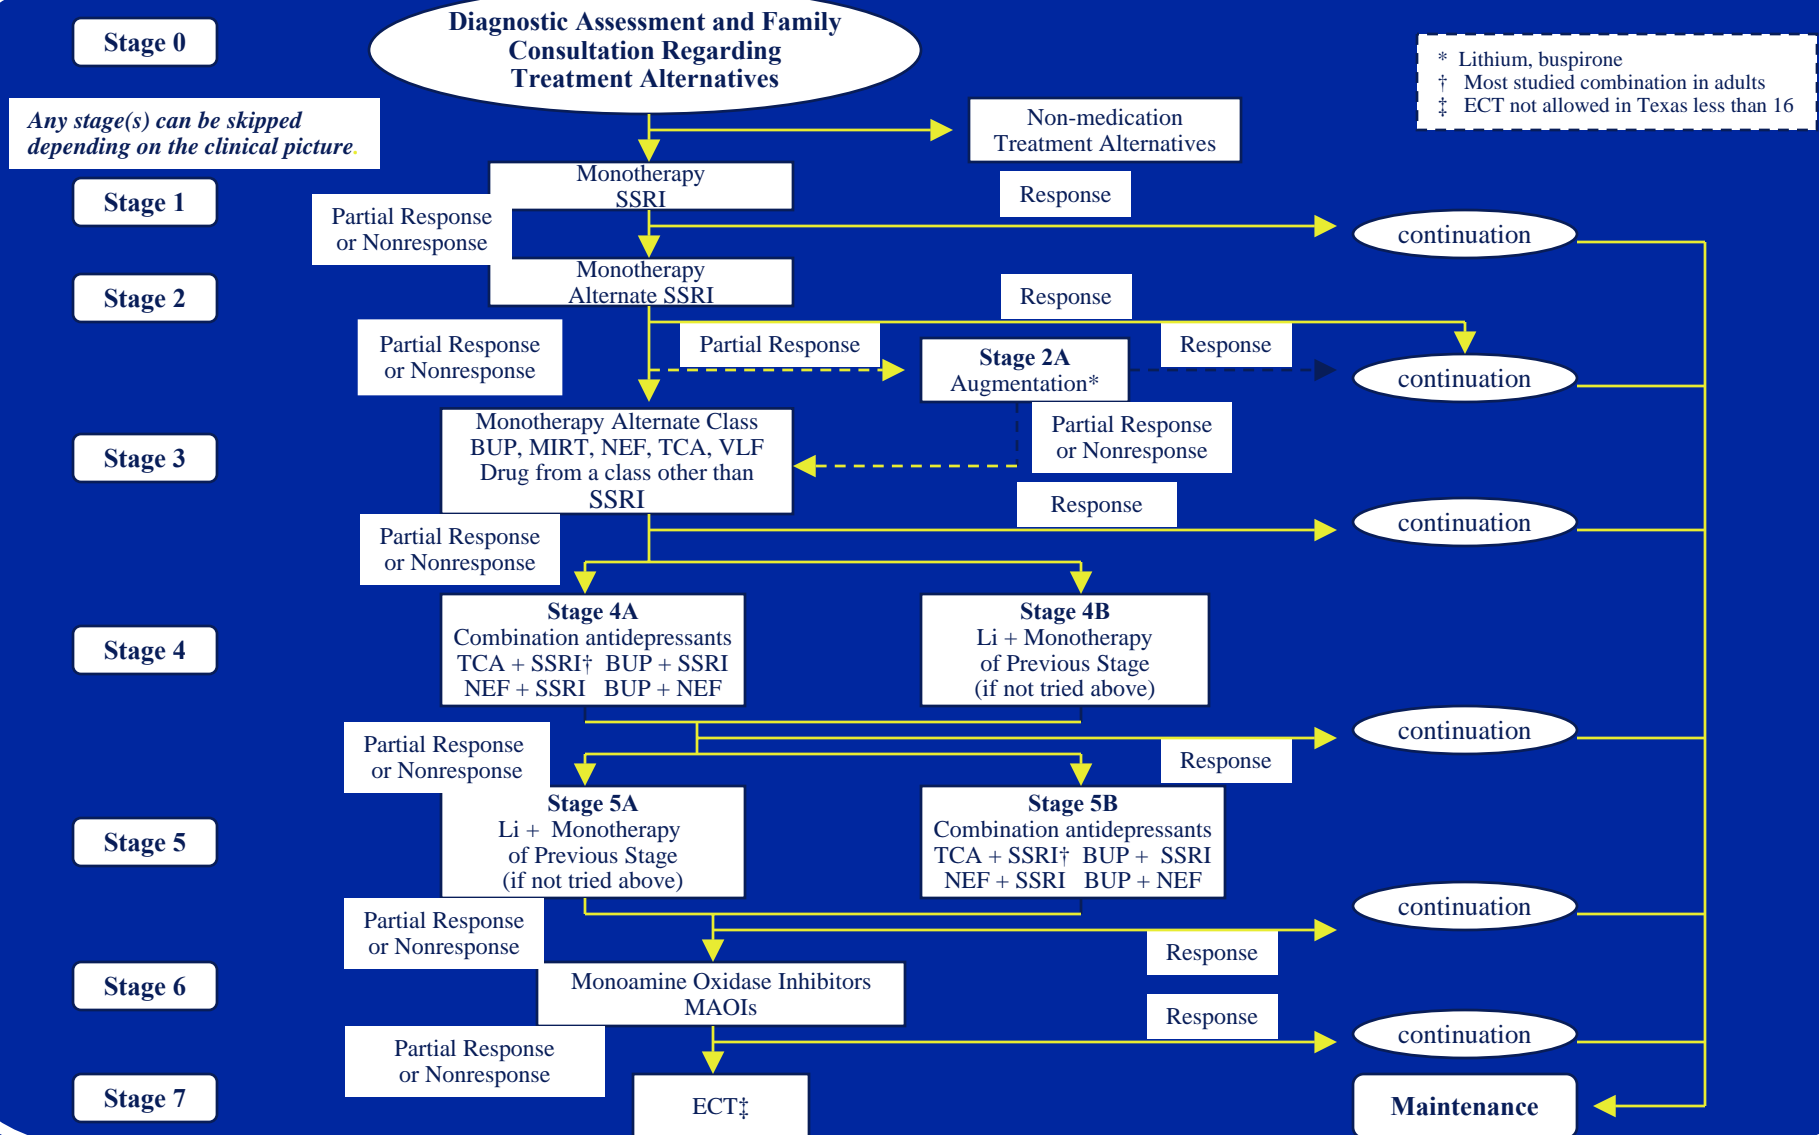 Stage 0
Diagnostic Assessment and Family
Consultation Regarding
Treatment Alternatives
* Lithium, buspirone
† Most studied combination in adults
‡ ECT not allowed in Texas less than 16
Any stage(s) can be skipped
depending on the clinical picture.
Non-medication
Treatment Alternatives
Stage 1
Monotherapy
SSRI
Response
Partial Response
or Nonresponse
continuation
Stage 2
Monotherapy
Alternate SSRI
Response
Partial Response
or Nonresponse
Partial Response
Stage 2A
Augmentation*
Response
continuation
Partial Response
or Nonresponse
Stage 3
Monotherapy Alternate Class
BUP, MIRT, NEF, TCA, VLF
Drug from a class other than
SSRI
Response
continuation
Partial Response
or Nonresponse
Stage 4
Stage 4A
Combination antidepressants
TCA + SSRI† BUP + SSRI
NEF + SSRI BUP + NEF
Stage 4B
Li + Monotherapy
of Previous Stage
(if not tried above)
Partial Response
or Nonresponse
Response
continuation
Stage 5
Stage 5A
Li + Monotherapy
of Previous Stage
(if not tried above)
Stage 5B
Combination antidepressants
TCA + SSRI† BUP + SSRI
NEF + SSRI BUP + NEF
continuation
Partial Response
or Nonresponse
Response
Stage 6
Monoamine Oxidase Inhibitors
MAOIs
Response
continuation
Partial Response
or Nonresponse
Stage 7
ECT‡
Maintenance